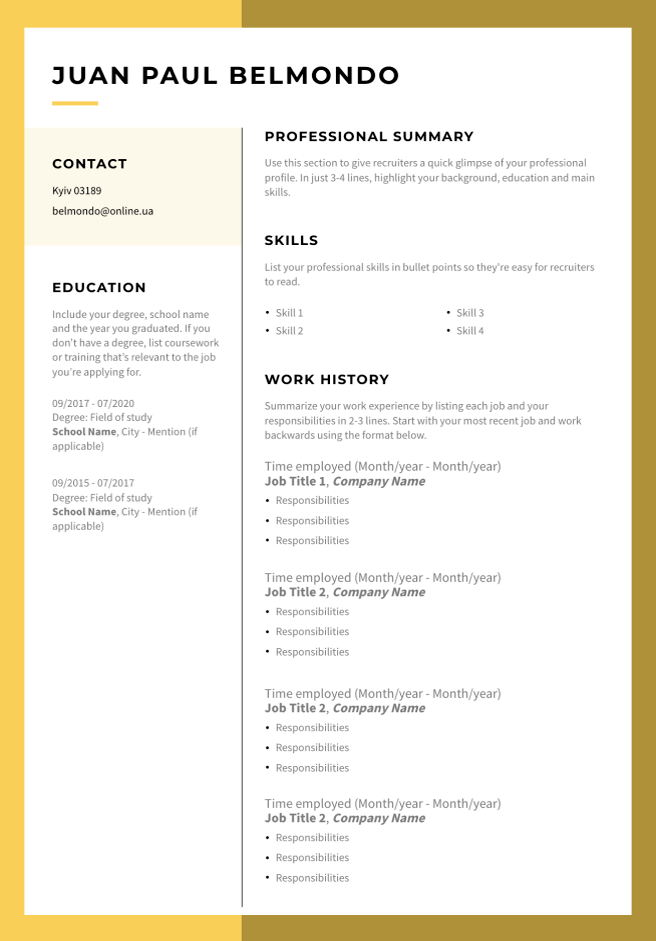 JUAN PAUL BELMONDO
CONTACT
Kyiv 03189
belmondo@online.ua
EDUCATION
Include your degree, school name
and the year you graduated. If you
don't have a degree, list coursework
or training that's relevant to the job
you're applying for.
09/2017 - 07/2020
Degree: Field of study
School Name, City - Mention (if
applicable)
09/2015 - 07/2017
Degree: Field of study
School Name, City - Mention (if
applicable)
PROFESSIONAL SUMMARY
Use this section to give recruiters a quick glimpse of your professional
profile. In just 3-4 lines, highlight your background, education and main
skills.
SKILLS
List your professional skills in bullet points so they're easy for recruiters
to read.
• Skill 1
• Skill 2
• Skill 3
• Skill 4
WORK HISTORY
Summarize your work experience by listing each job and your
responsibilities in 2-3 lines. Start with your most recent job and work
backwards using the format below.
Time employed (Month/year - Month/year)
Job Title 1, Company Name
• Responsibilities
• Responsibilities
• Responsibilities
Time employed (Month/year - Month/year)
Job Title 2, Company Name
• Responsibilities
• Responsibilities
• Responsibilities
Time employed (Month/year - Month/year)
Job Title 2, Company Name
• Responsibilities
• Responsibilities
• Responsibilities
Time employed (Month/year - Month/year)
Job Title 2, Company Name
• Responsibilities
• Responsibilities
• Responsibilities